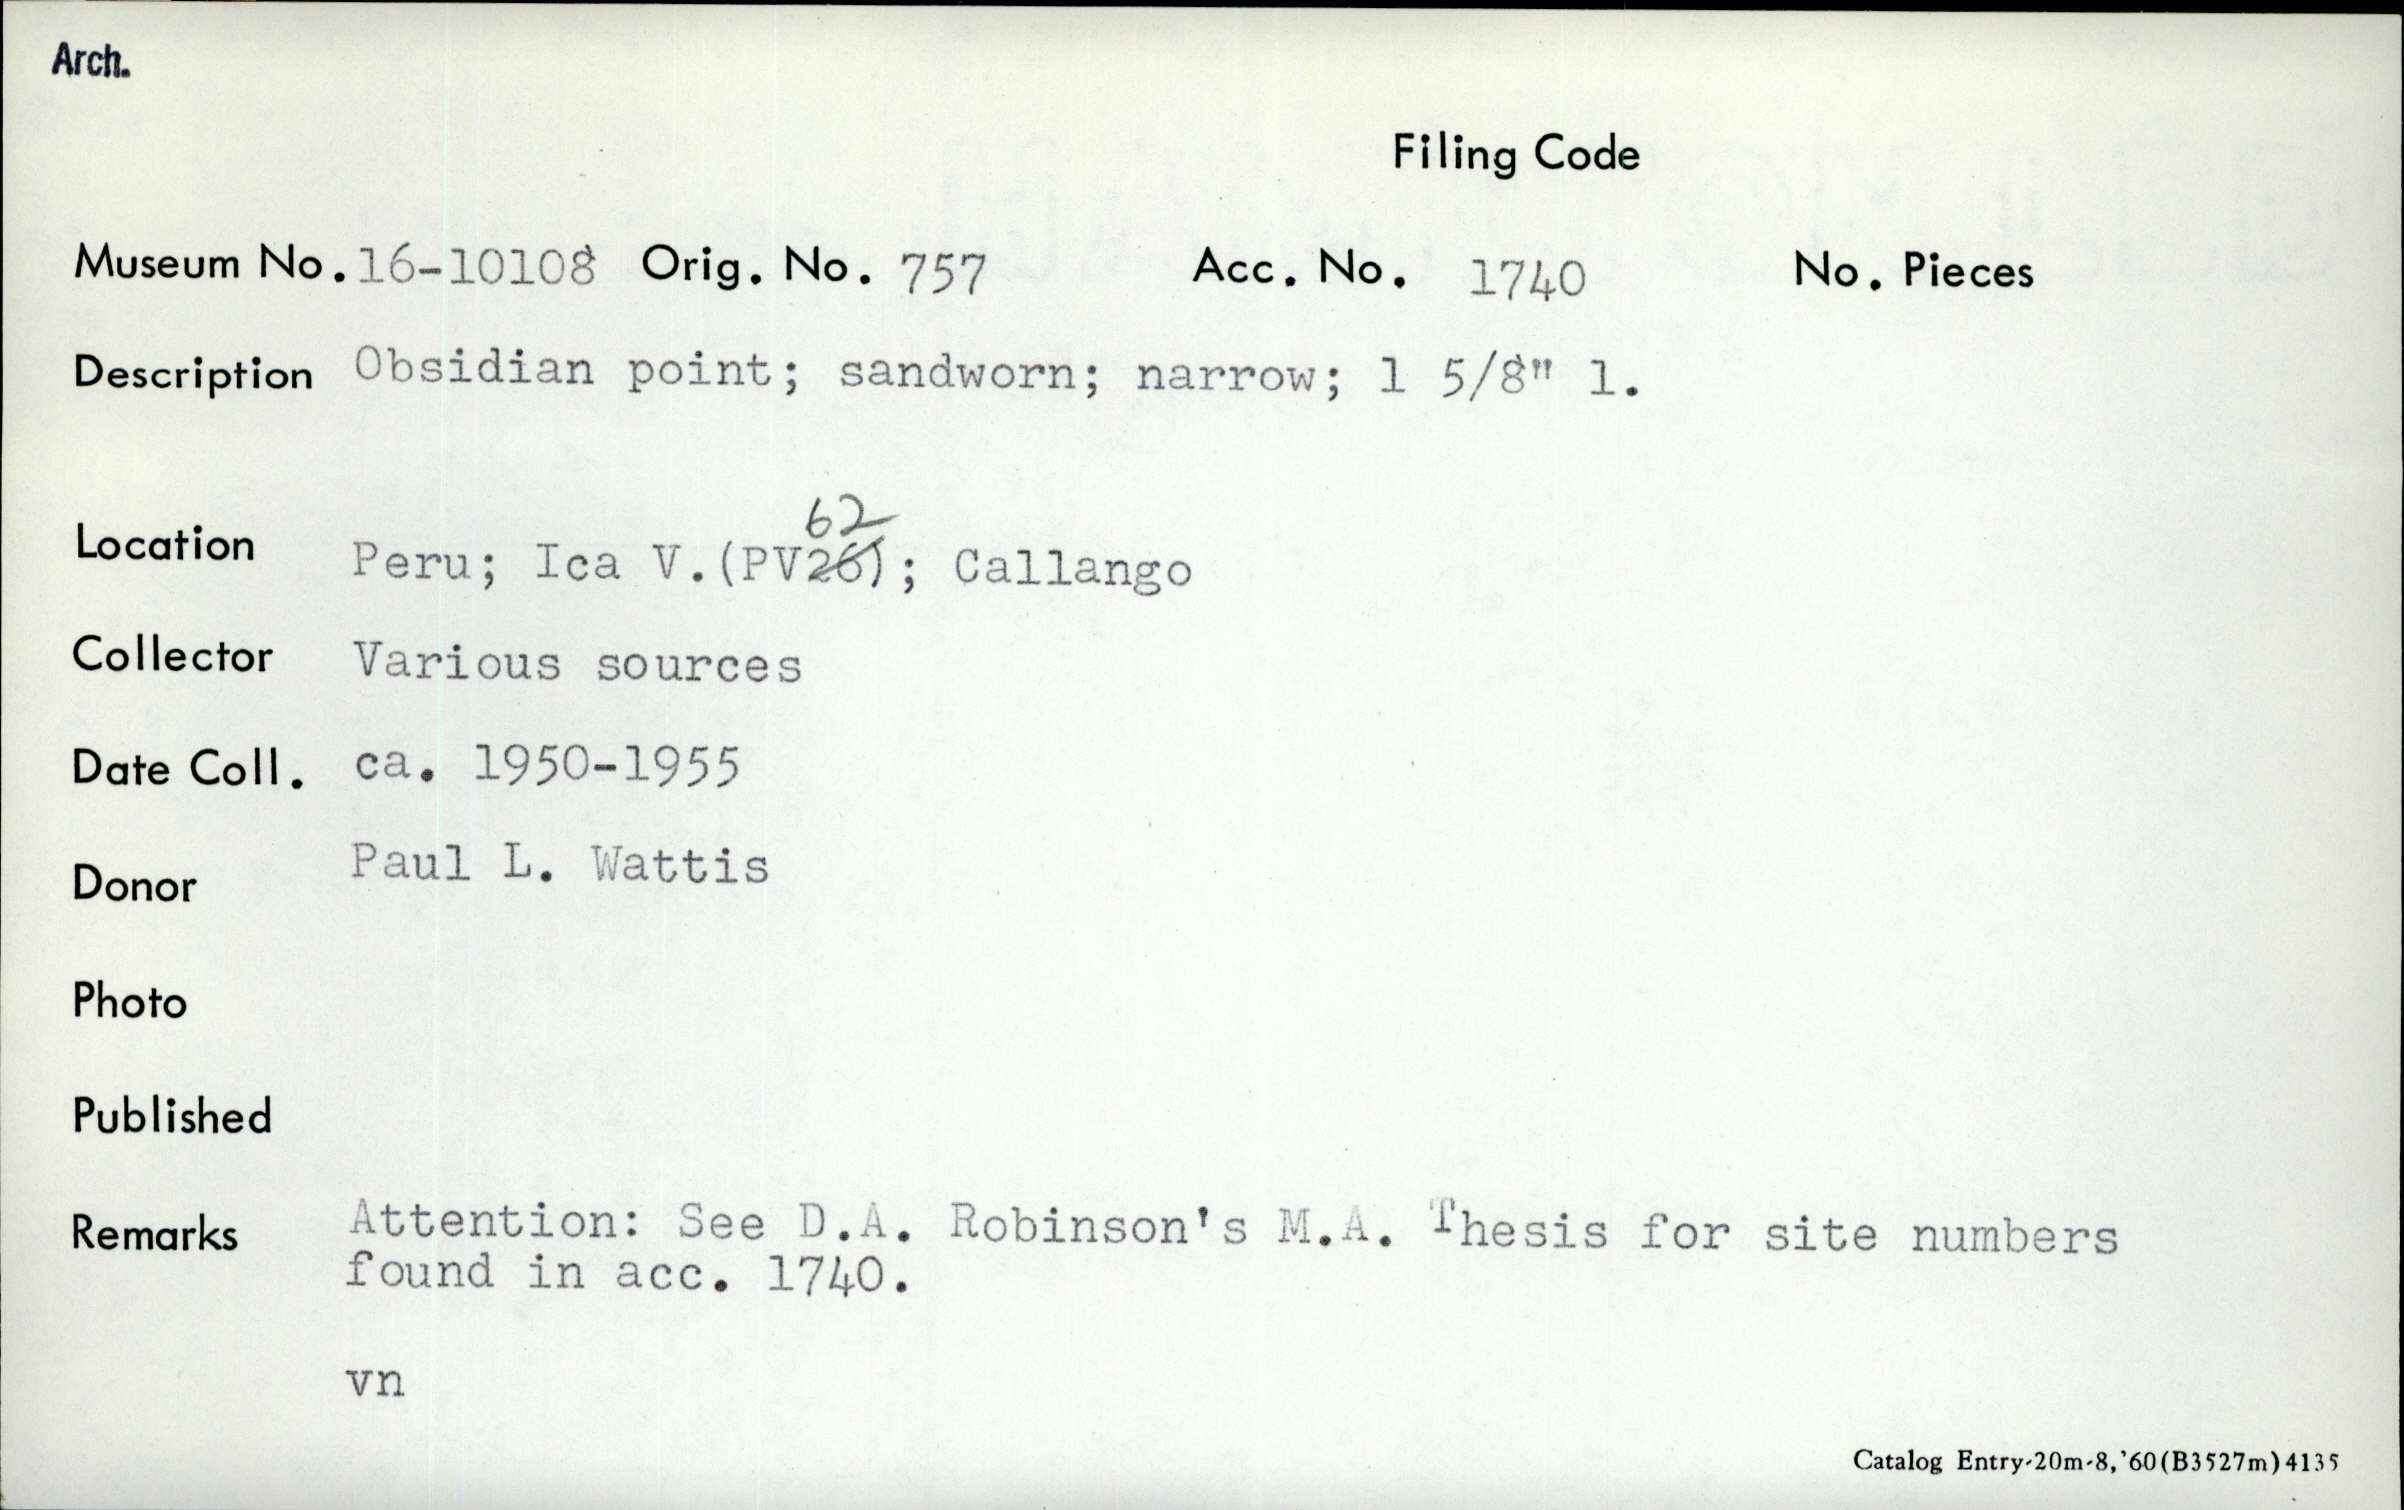 Arch.
Filing Code
Museum No. 16-10108 Orig. No. 757 Acc. No. 1740 No. Pieces
Description Obsidian point; sandworn; narrow; 1 5/8" l.
62
Location Peru; Ica V.(PV26); Callango
Collector Various sources
Date Coll. ca. 1950-1955
Donor Paul L. Wattis
Photo
Published
Remarks Attention: See D.A. Robinson's M.A. Thesis for site numbers
found in acc. 1740.
vn
Catalog Entry-20m-8,'60(B3527m)4135